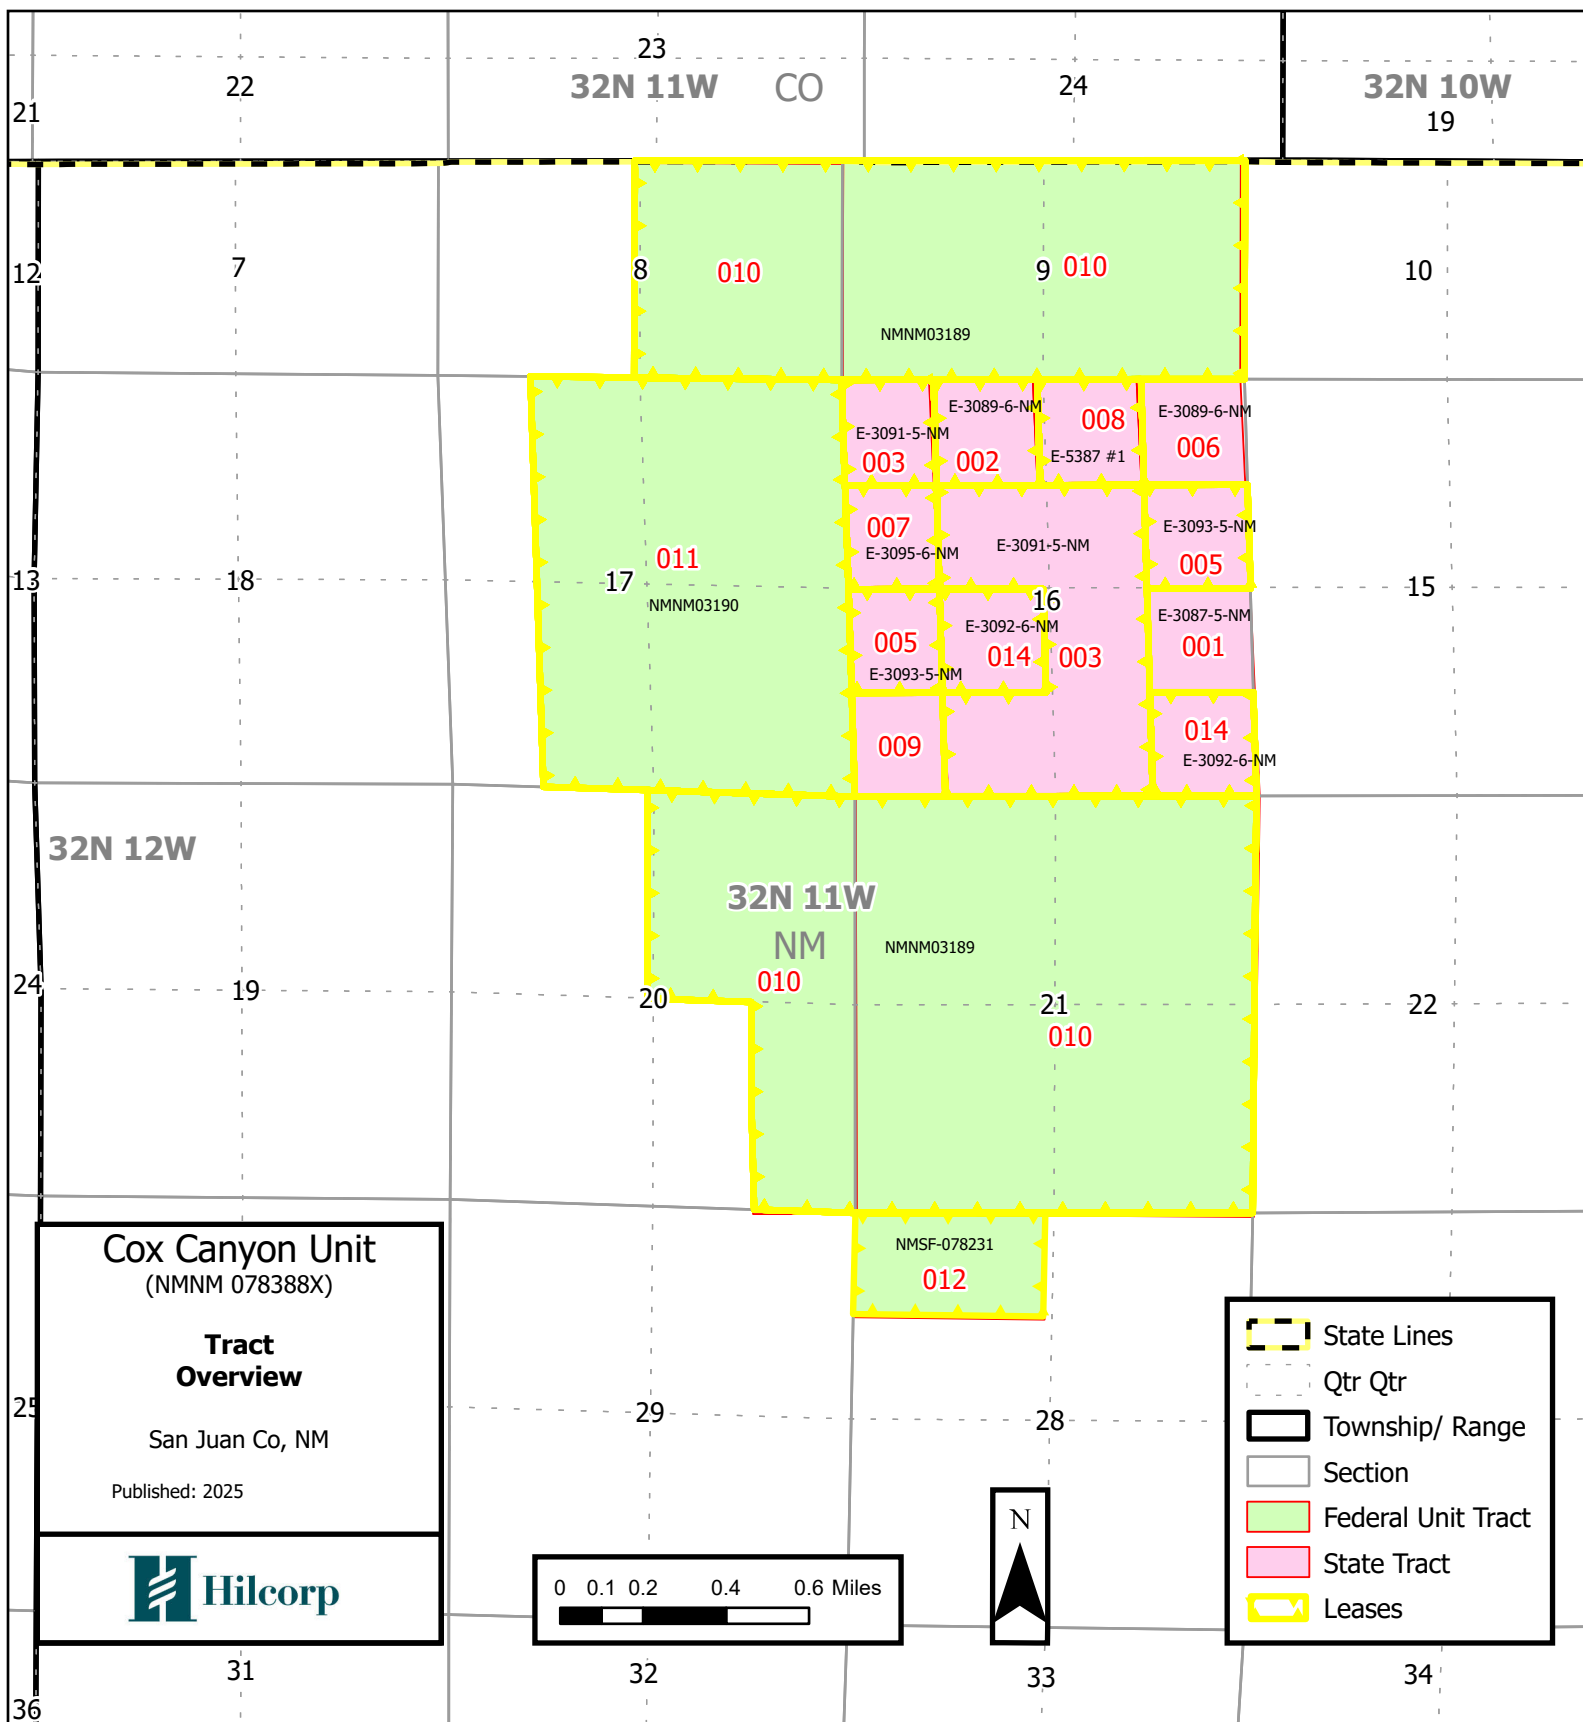 23
22
32N 11W
CO
24
32N 10W
21
19
12
7
8
010
9
010
10
NMNM03189
E-3089-6-NM
008
E-3089-6-NM
E-3091-5-NM
003
002
E-5387 #1
006
007
E-3095-6-NM
E-3091-5-NM
E-3093-5-NM
005
011
13
18
17
16
15
NMNM03190
E-3092-6-NM
E-3087-5-NM
005
014
003
001
E-3093-5-NM
009
014
E-3092-6-NM
32N 12W
32N 11W
NM
NMNM03189
010
24
19
20
21
22
010
Cox Canyon Unit
(NMNM 078388X)
Tract
Overview
San Juan Co, NM
Published: 2025
Hilcorp
NMSF-078231
012
25
29
28
State Lines
Qtr Qtr
Township/ Range
Section
Federal Unit Tract
State Tract
Leases
N
0 0.1 0.2 0.4 0.6 Miles
31
32
33
34
36